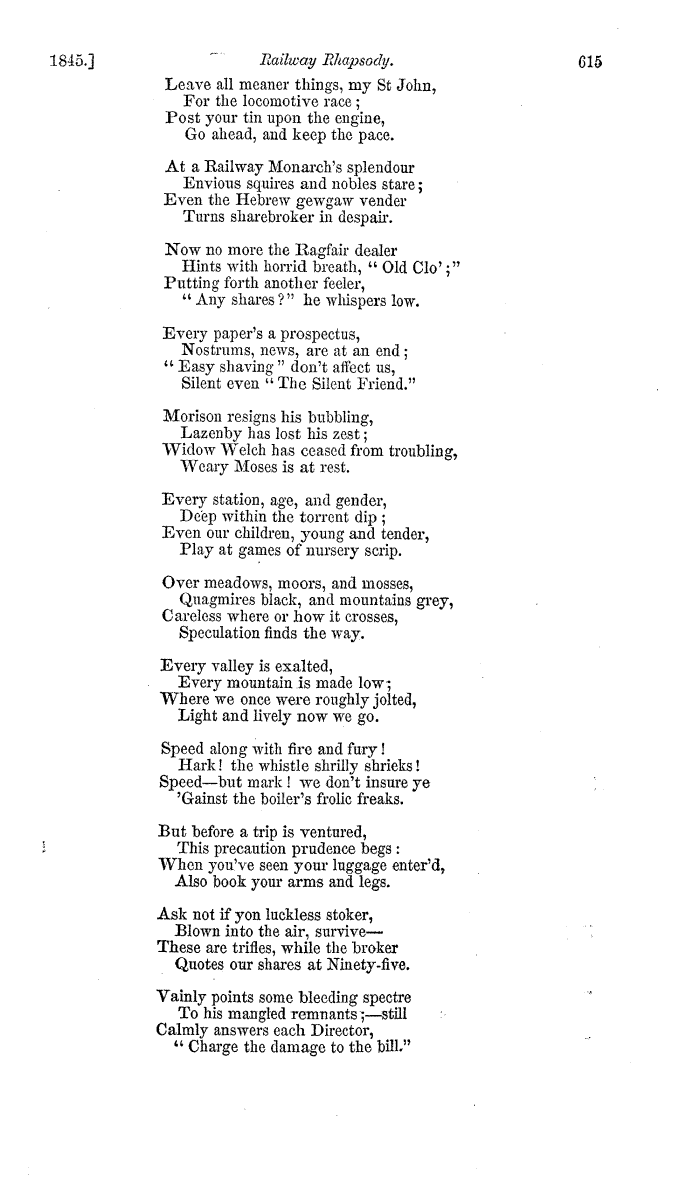 1845.] Railway Rhapsody. 615
Leave all meaner things, my St John,
For the locomotive race;
Post your tin upon the engine,
Go ahead, and keep the pace.

At a Railway Monarch's splendour
Envious squires and nobles stare;
Even the Hebrew gewgaw vender
Turns sharebroker in despair.

Now no more the Ragfair dealer
Hints with horrid breath, "Old Clo';"
Putting forth another feeler,
"Any shares?" he whispers low.

Every paper's a prospectus,
Nostrums, news, are at an end;
"Easy shaving" don't affect us,
Silent even "The Silent Friend."

Morison resigns his bubbling,
Lazenby has lost his zest;
Widow Welch has ceased from troubling,
Weary Moses is at rest.

Every station, age, and gender,
Deep within the torrent dip;
Even our children, young and tender,
Play at games of nursery scrip.

Over meadows, moors, and mosses,
Quagmires black, and mountains grey,
Careless where or how it crosses,
Speculation finds the way.

Every valley is exalted,
Every mountain is made low;
Where we once were roughly jolted,
Light and lively now we go.

Speed along with fire and fury!
Hark! the whistle shrilly shrieks!
Speed—but mark! we don't insure ye
'Gainst the boiler's frolic freaks.

But before a trip is ventured,
This precaution prudence begs:
When you've seen your luggage enter'd,
Also book your arms and legs.

Ask not if yon luckless stoker,
Blown into the air, survive—
These are trifles, while the broker
Quotes our shares at Ninety-five.

Vainly points some bleeding spectre
To his mangled remnants;—still
Calmly answers each Director,
"Charge the damage to the bill."